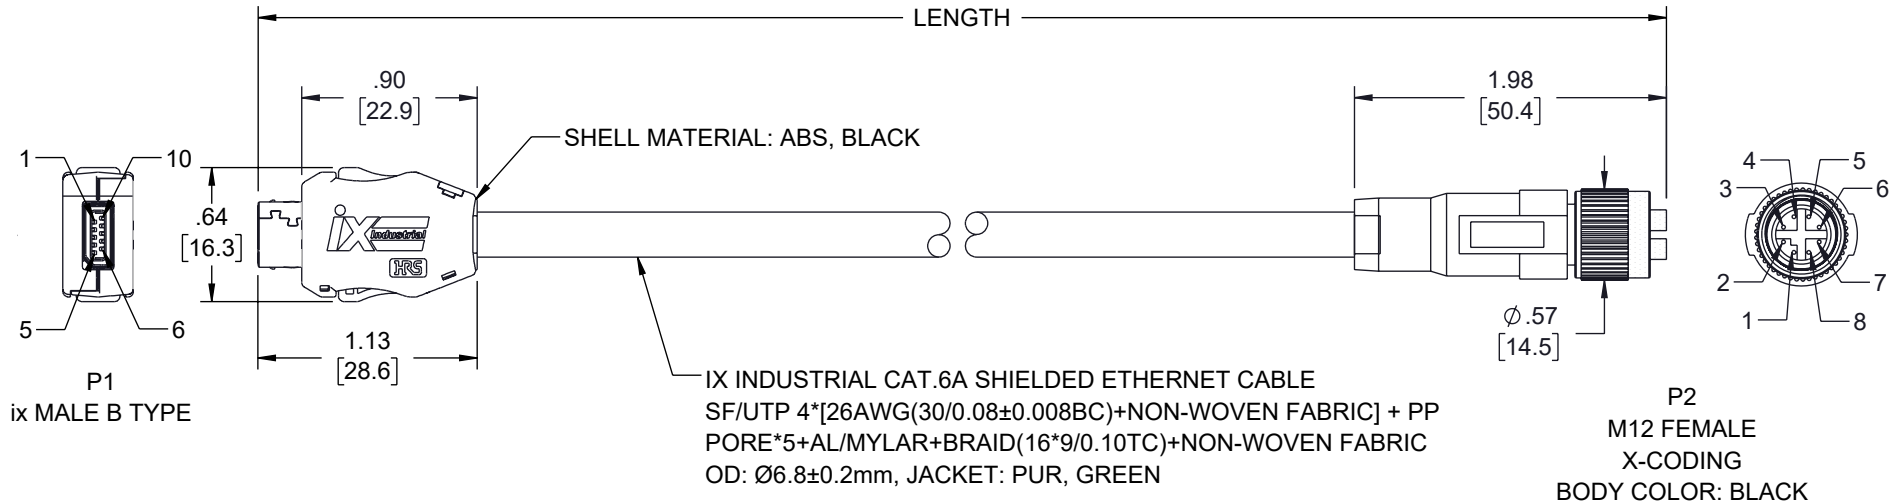 LENGTH
.90
[22.9]
1.98
[50.4]
SHELL MATERIAL: ABS, BLACK
1
10
4
5
3
6
.64
[16.3]
iX Industrial
HRS
5
6
2
7
1
8
1.13
[28.6]
Ø.57
[14.5]
P1
ix MALE B TYPE
IX INDUSTRIAL CAT.6A SHIELDED ETHERNET CABLE
SF/UTP 4*[26AWG(30/0.08±0.008BC)+NON-WOVEN FABRIC] + PP
PORE*5+AL/MYLAR+BRAID(16*9/0.10TC)+NON-WOVEN FABRIC
OD: Ø6.8±0.2mm, JACKET: PUR, GREEN
P2
M12 FEMALE
X-CODING
BODY COLOR: BLACK